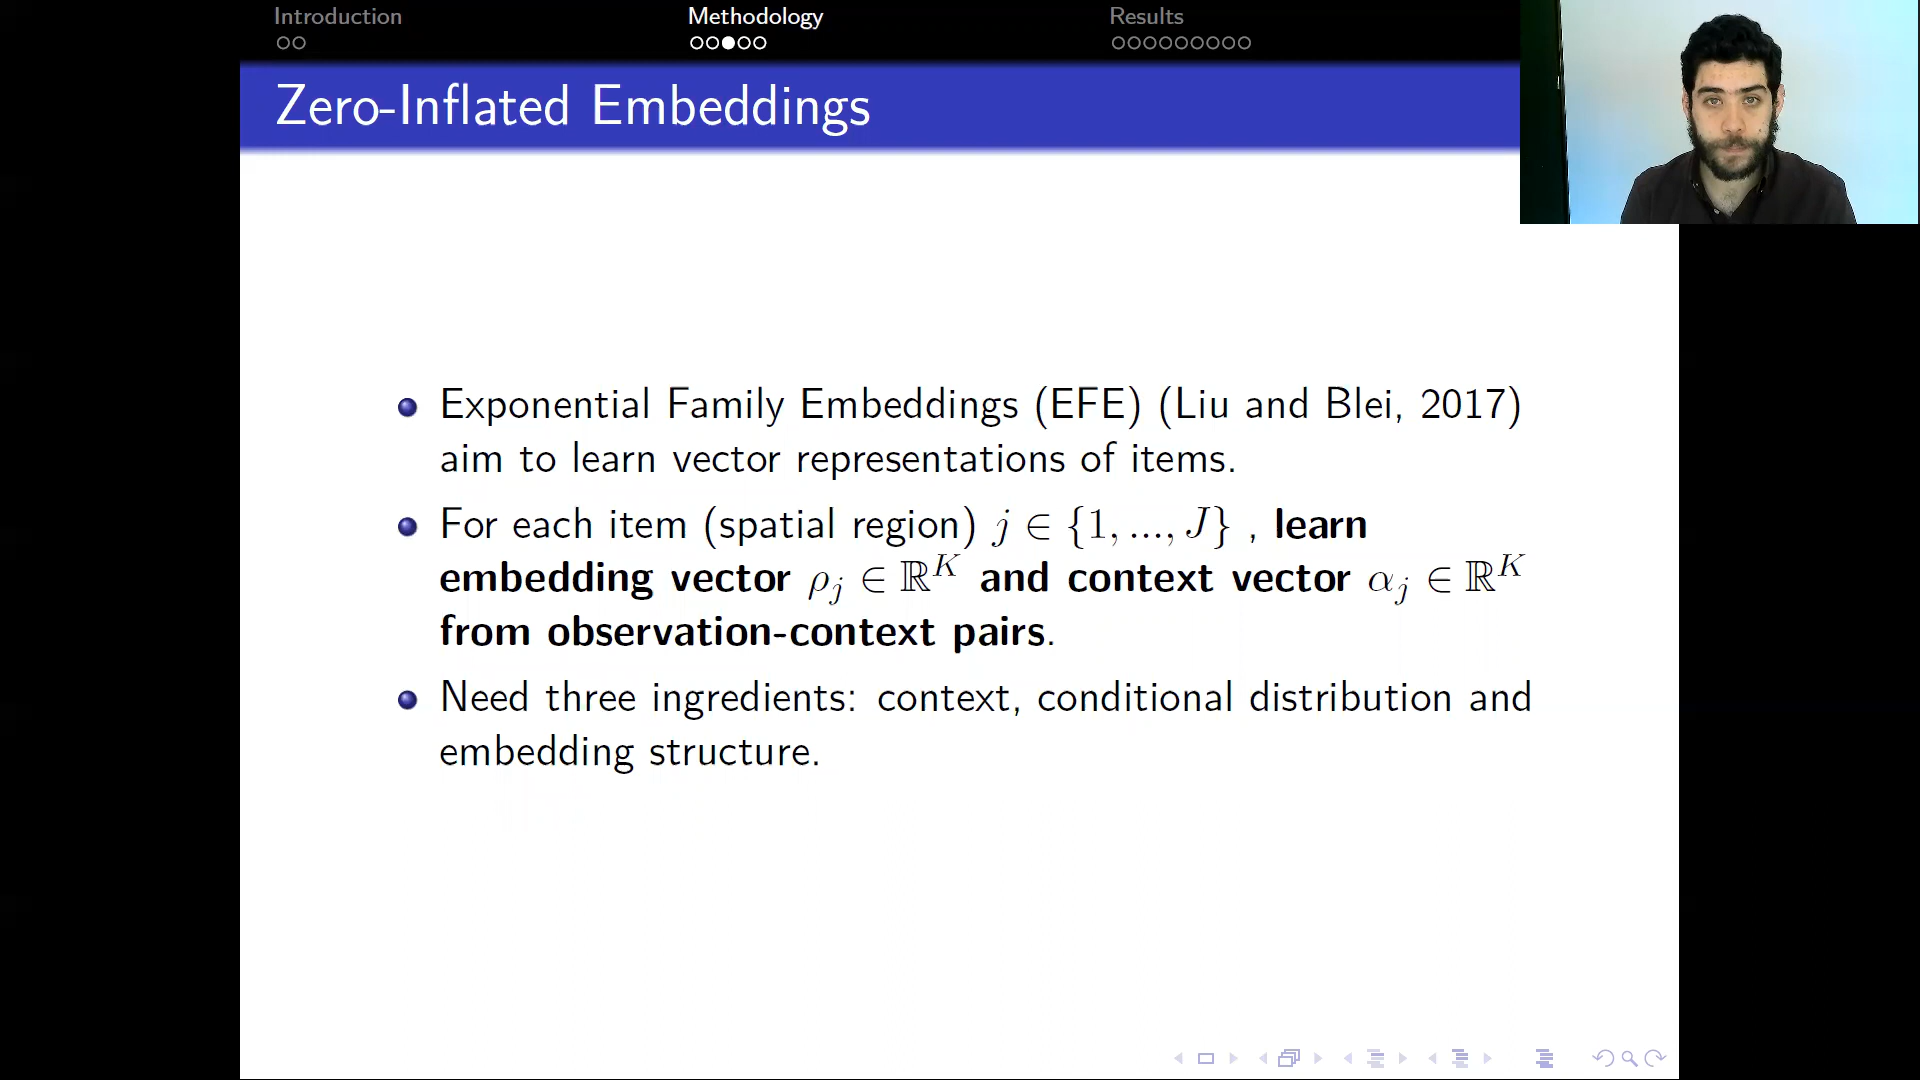 Introduction
Methodology
Results
Zero-Inflated Embeddings
Exponential Family Embeddings (EFE) (Liu and Blei, 2017)
aim to learn vector representations of items.
For each item (spatial region) j ∈ {1, ..., J} , learn
embedding vector ρ_j ∈ ℝ^K and context vector α_j ∈ ℝ^K
from observation-context pairs.
Need three ingredients: context, conditional distribution and
embedding structure.